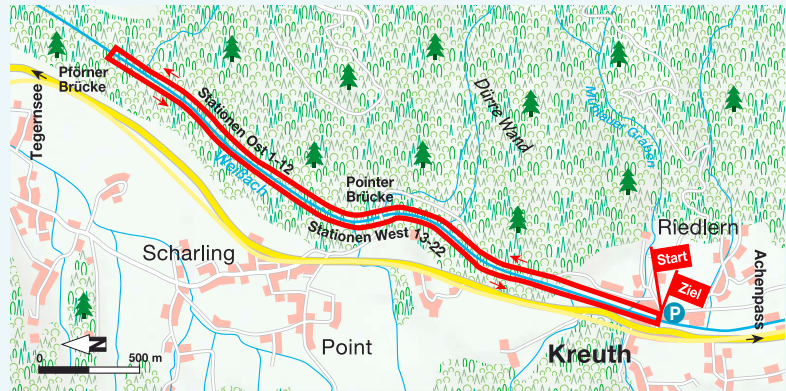 Pförner
Brücke
Tegernsee
Stationen Ost 1-12
Weißach
Dürre Wand
Mühlauer Graben
Pointer
Brücke
Stationen West 13-22
Riedlern
Start
Ziel
P
Achenpass
Scharling
Point
Kreuth
N
0
500 m